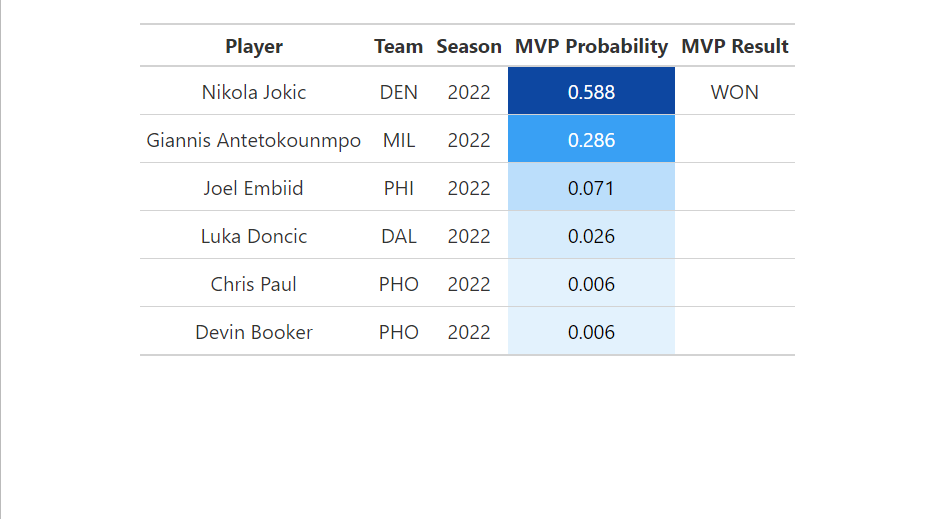 Player Team Season MVP Probability MVP Result
Nikola Jokic DEN 2022 0.588 WON
Giannis Antetokounmpo MIL 2022 0.286
Joel Embiid PHI 2022 0.071
Luka Doncic DAL 2022 0.026
Chris Paul PHO 2022 0.006
Devin Booker PHO 2022 0.006